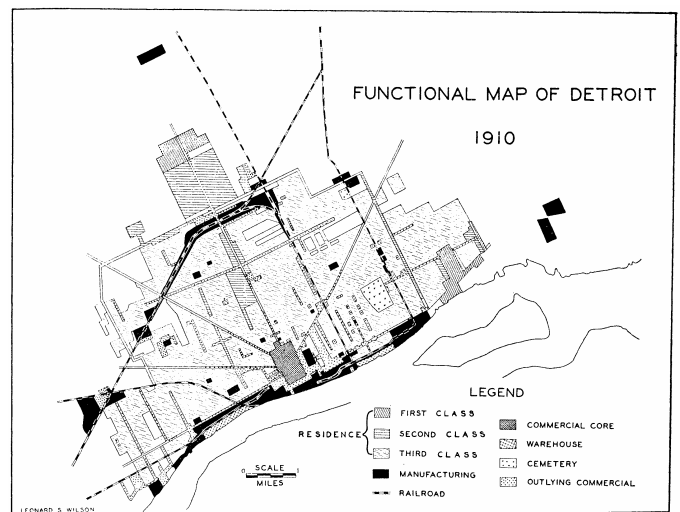 FUNCTIONAL MAP OF DETROIT
1910
LEGEND
RESIDENCE
FIRST CLASS
SECOND CLASS
THIRD CLASS
MANUFACTURING
RAILROAD
COMMERCIAL CORE
WAREHOUSE
CEMETERY
OUTLYING COMMERCIAL
SCALE
0 1
MILES
LEONARD S. WILSON